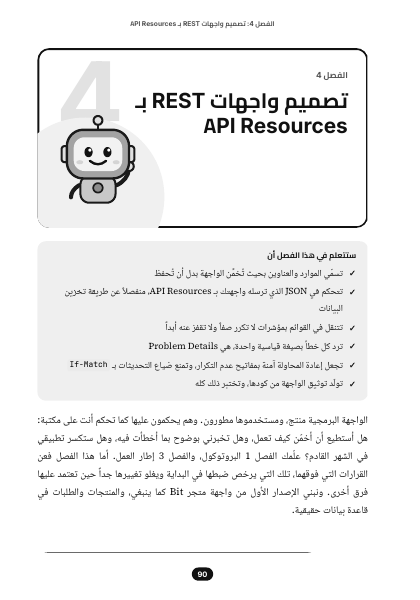 الفصل 4: تصميم واجهات REST بـ API Resources
الفصل 4
4
تصميم واجهات REST بـ
API Resources
ستتعلم في هذا الفصل أن
✓ تسمّي الموارد والعناوين بحيث تُخمَّن الواجهة بدل أن تُحفظ
✓ تتحكم في JSON الذي ترسله واجهتك بـ API Resources، منفصلاً عن طريقة تخزين
البيانات
✓ تتنقل في القوائم بمؤشرات لا تكرر صفاً ولا تقفز عنه أبداً
✓ ترد كل خطأ بصيغة قياسية واحدة، هي Problem Details
✓ تجعل إعادة المحاولة آمنة بمفاتيح عدم التكرار، وتمنع ضياع التحديثات بـ If-Match
✓ تولّد توثيق الواجهة من كودها، وتختبر ذلك كله
الواجهة البرمجية منتج، ومستخدموها مطورون. وهم يحكمون عليها كما تحكم أنت على مكتبة:
هل أستطيع أن أخمّن كيف تعمل، وهل تخبرني بوضوح بما أخطأت فيه، وهل ستكسر تطبيقي
في الشهر القادم؟ علّمك الفصل 1 البروتوكول، والفصل 3 إطار العمل. أما هذا الفصل فعن
القرارات التي فوقهما، تلك التي يرخص ضبطها في البداية ويغلو تغييرها جداً حين تعتمد عليها
فرق أخرى. ونبني الإصدار الأول من واجهة متجر Bit كما ينبغي، والمنتجات والطلبات في
قاعدة بيانات حقيقية.
90